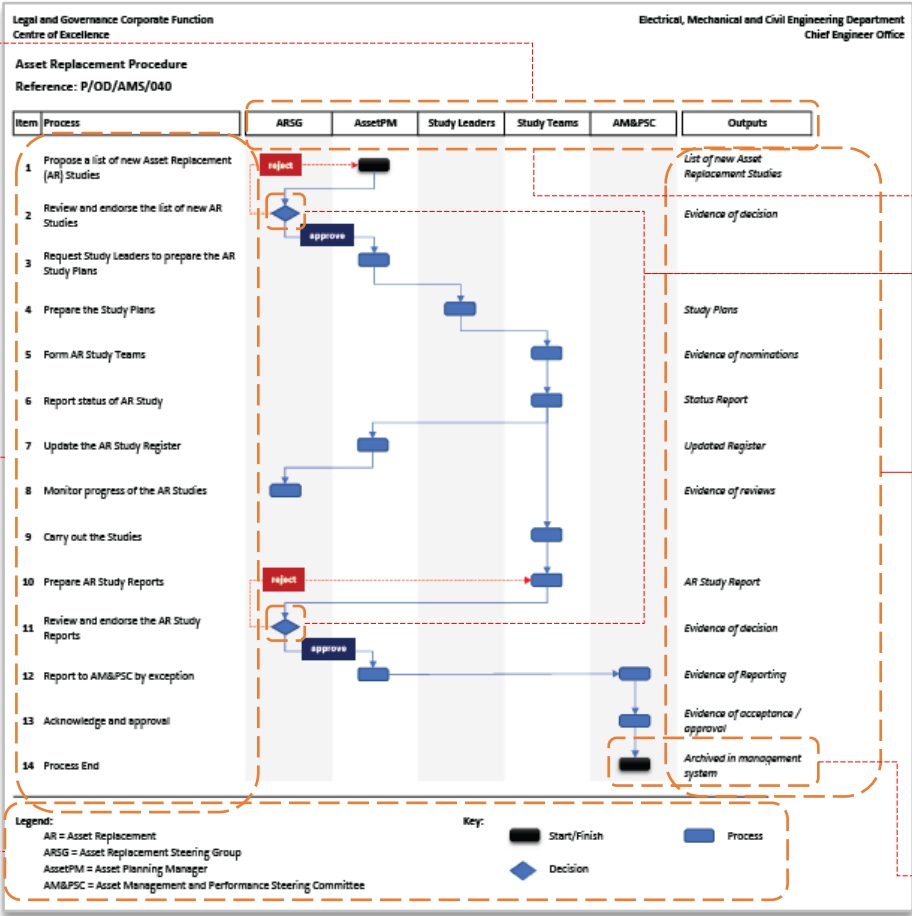 Legal and Governance Corporate Function
Centre of Excellence
Electrical, Mechanical and Civil Engineering Department
Chief Engineer Office
Asset Replacement Procedure
Reference: P/OD/AMS/040
Item Process ARSG AssetPM Study Leaders Study Teams AM&PSC Outputs
1 Propose a list of new Asset Replacement
(AR) Studies
reject
List of new Asset
Replacement Studies
2 Review and endorse the list of new AR
Studies
Evidence of decision
approve
3 Request Study Leaders to prepare the AR
Study Plans
4 Prepare the Study Plans
Study Plans
5 Form AR Study Teams
Evidence of nominations
6 Report status of AR Study
Status Report
7 Update the AR Study Register
Updated Register
8 Monitor progress of the AR Studies
Evidence of reviews
9 Carry out the Studies
10 Prepare AR Study Reports
reject
AR Study Report
11 Review and endorse the AR Study
Reports
Evidence of decision
approve
12 Report to AM&PSC by exception
Evidence of Reporting
13 Acknowledge and approval
Evidence of acceptance /
approval
14 Process End
Archived in management
system
Legend:
AR = Asset Replacement
ARSG = Asset Replacement Steering Group
AssetPM = Asset Planning Manager
AM&PSC = Asset Management and Performance Steering Committee
Key:
Start/Finish
Process
Decision